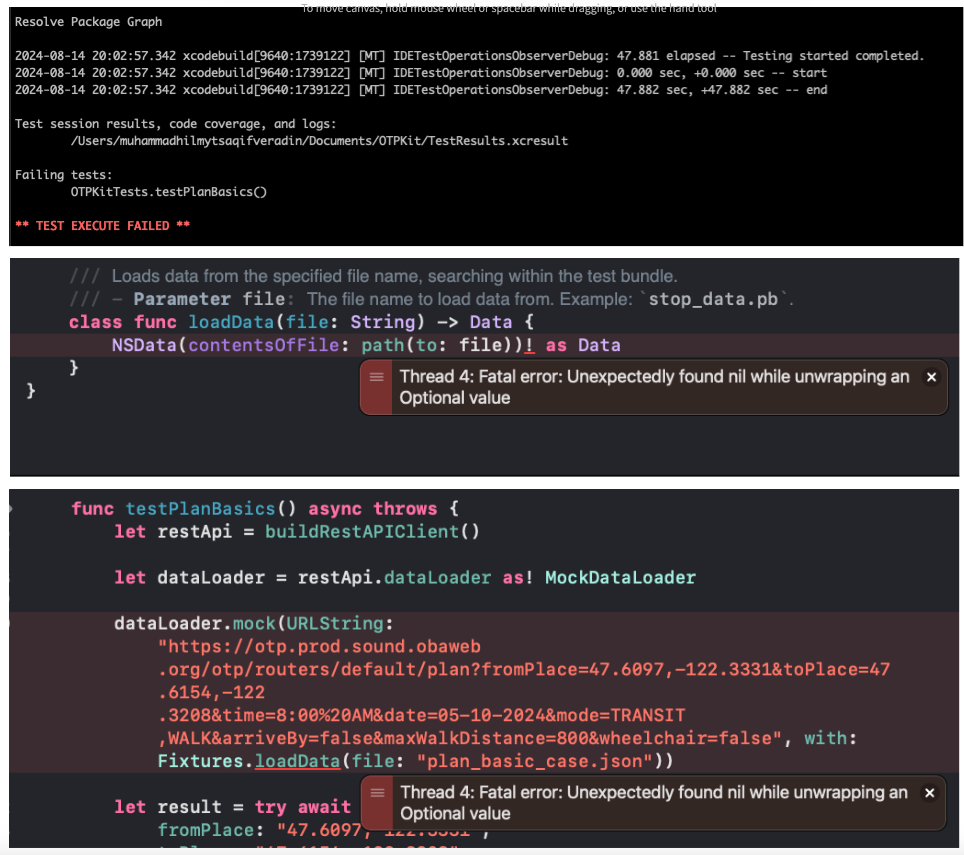 To move canvas, hold mouse wheel or spacebar while dragging, or use the hand tool
Resolve Package Graph
2024-08-14 20:02:57.342 xcodebuild[9640:1739122] [MT] IDETestOperationsObserverDebug: 47.881 elapsed -- Testing started completed.
2024-08-14 20:02:57.342 xcodebuild[9640:1739122] [MT] IDETestOperationsObserverDebug: 0.000 sec, +0.000 sec -- start
2024-08-14 20:02:57.342 xcodebuild[9640:1739122] [MT] IDETestOperationsObserverDebug: 47.882 sec, +47.882 sec -- end
Test session results, code coverage, and logs:
/Users/muhammadhilmytsaqifveradin/Documents/OTPKit/TestResults.xcresult
Failing tests:
OTPKitTests.testPlanBasics()
** TEST EXECUTE FAILED **
/// Loads data from the specified file name, searching within the test bundle.
/// – Parameter file: The file name to load data from. Example: `stop_data.pb`.
class func loadData(file: String) -> Data {
NSData(contentsOfFile: path(to: file))! as Data
}
Thread 4: Fatal error: Unexpectedly found nil while unwrapping an
Optional value
}
func testPlanBasics() async throws {
let restApi = buildRestAPIClient()
let dataLoader = restApi.dataLoader as! MockDataLoader
dataLoader.mock(URLString:
"https://otp.prod.sound.obaweb
.org/otp/routers/default/plan?fromPlace=47.6097,-122.3331&toPlace=47
.6154,-122
.3208&time=8:00%20AM&date=05-10-2024&mode=TRANSIT
,WALK&arriveBy=false&maxWalkDistance=800&wheelchair=false", with:
Fixtures.loadData(file: "plan_basic_case.json"))
Thread 4: Fatal error: Unexpectedly found nil while unwrapping an
Optional value
let result = try await
fromPlace: "47.6097,